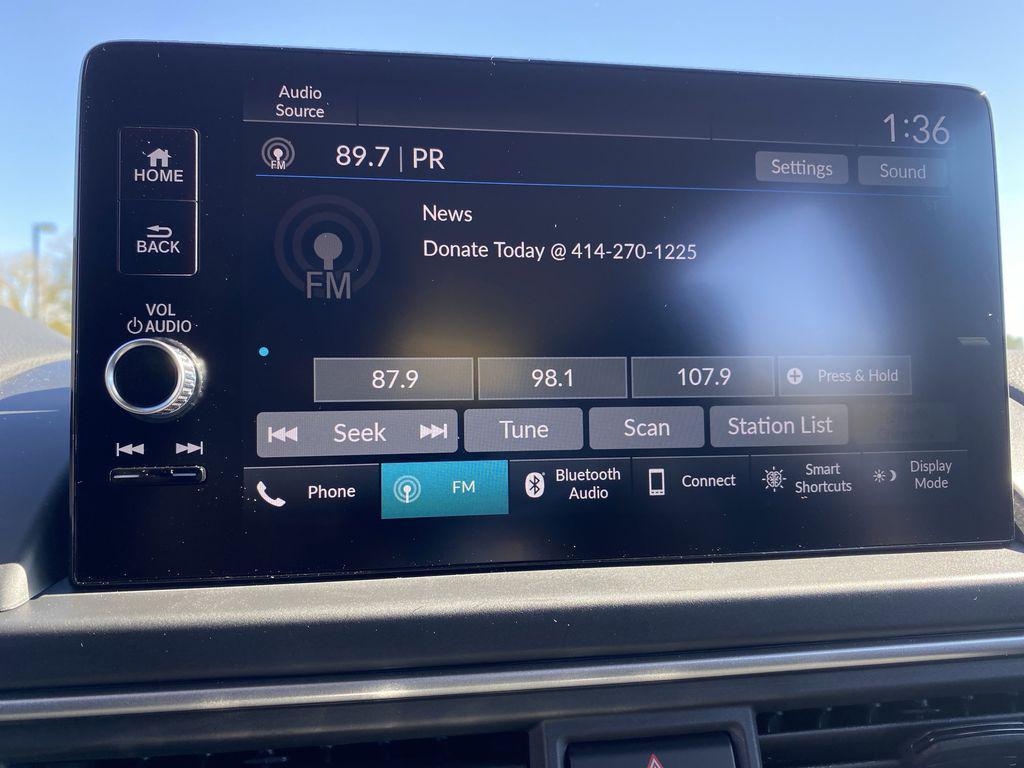 Audio
Source
1:36
FM
89.7 | PR
Settings
Sound
HOME
BACK
News
Donate Today @ 414-270-1225
FM
VOL
AUDIO
87.9
98.1
107.9
Press & Hold
Seek
Tune
Scan
Station List
Phone
FM
Bluetooth
Audio
Connect
Smart
Shortcuts
Display
Mode